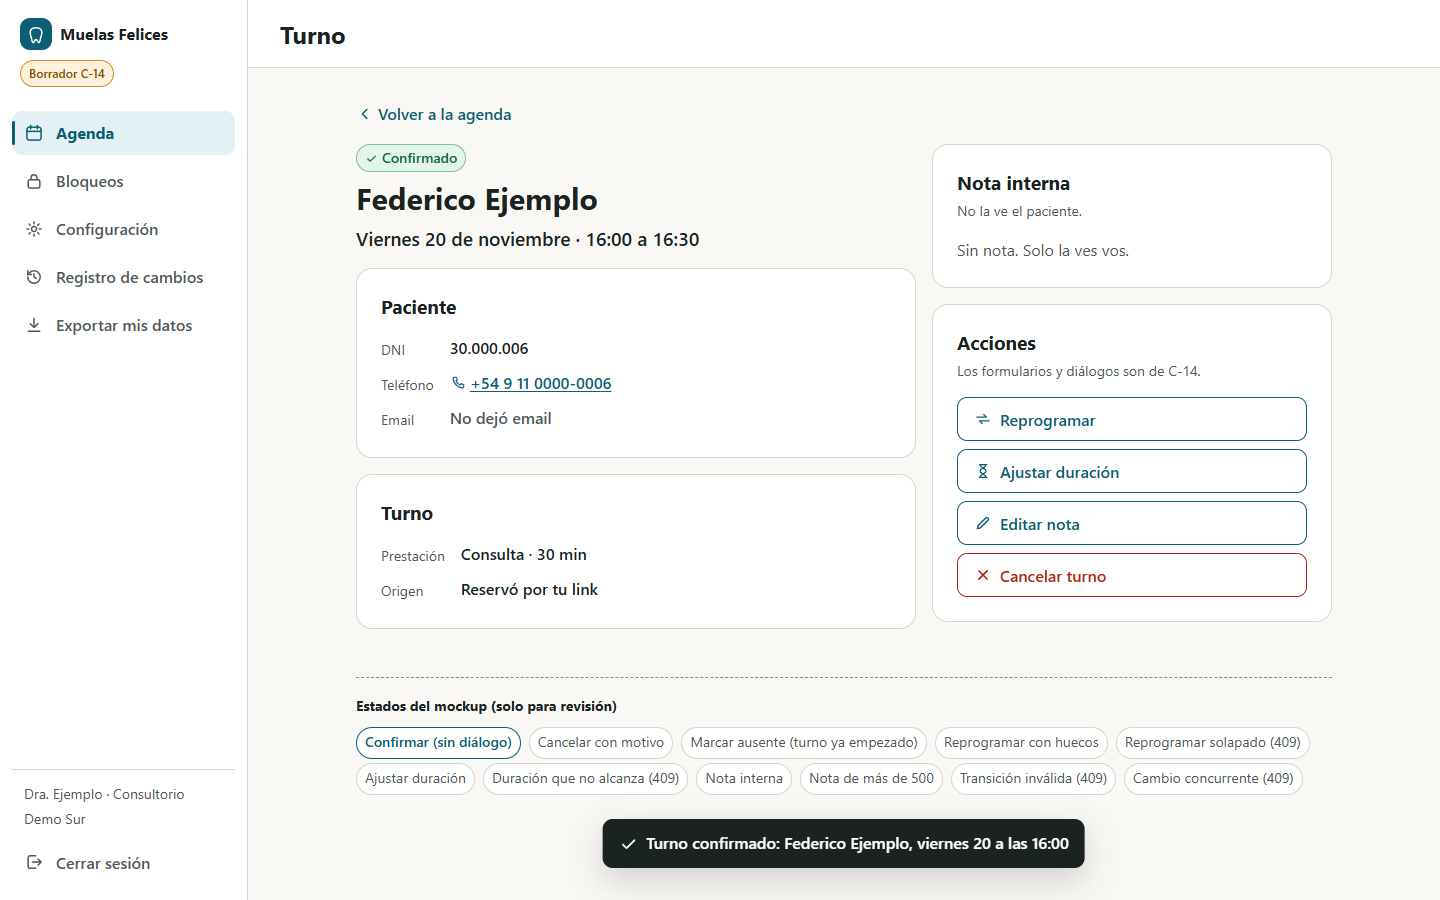 Muelas Felices
Borrador C-14
Agenda
Bloqueos
Configuración
Registro de cambios
Exportar mis datos
Dra. Ejemplo · Consultorio
Demo Sur
Cerrar sesión
Turno
Volver a la agenda
Confirmado
Federico Ejemplo
Viernes 20 de noviembre · 16:00 a 16:30
Paciente
DNI 30.000.006
Teléfono +54 9 11 0000-0006
Email No dejó email
Turno
Prestación Consulta · 30 min
Origen Reservó por tu link
Nota interna
No la ve el paciente.
Sin nota. Solo la ves vos.
Acciones
Los formularios y diálogos son de C-14.
Reprogramar
Ajustar duración
Editar nota
Cancelar turno
Estados del mockup (solo para revisión)
Confirmar (sin diálogo) Cancelar con motivo Marcar ausente (turno ya empezado) Reprogramar con huecos Reprogramar solapado (409)
Ajustar duración Duración que no alcanza (409) Nota interna Nota de más de 500 Transición inválida (409) Cambio concurrente (409)
Turno confirmado: Federico Ejemplo, viernes 20 a las 16:00